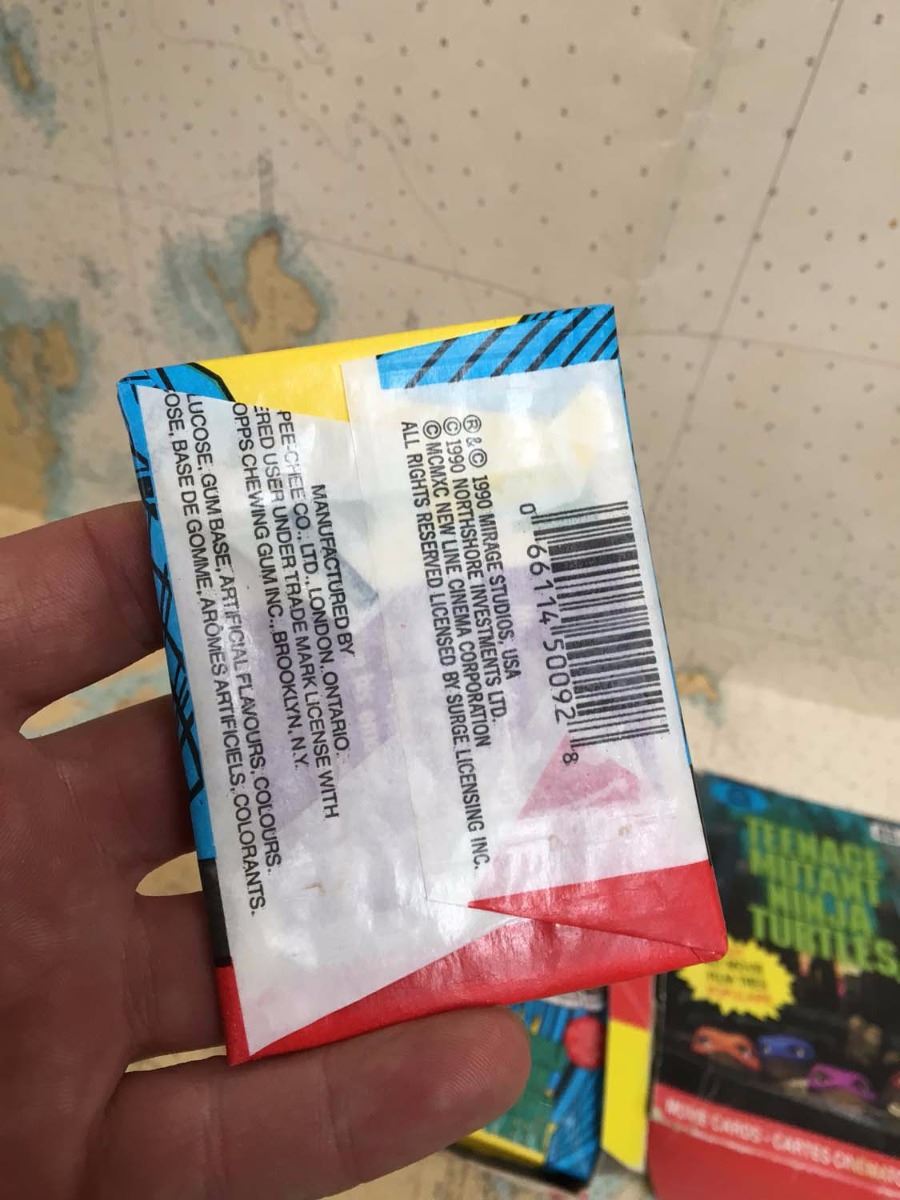 0 66114 50092 8
®&© 1990 MIRAGE STUDIOS, USA
© 1990 NORTHSHORE INVESTMENTS LTD.
© MCMXC NEW LINE CINEMA CORPORATION
ALL RIGHTS RESERVED LICENSED BY SURGE LICENSING INC.
MANUFACTURED BY
PEE-CHEE CO., LTD., LONDON, ONTARIO.
ERED USER UNDER TRADE MARK LICENSE WITH
OPPS CHEWING GUM INC., BROOKLYN, N.Y.
LUCOSE, GUM BASE, ARTIFICIAL FLAVOURS, COLOURS.
OSE, BASE DE GOMME, ARÔMES ARTIFICIELS, COLORANTS.
TEENAGE
MUTANT
NINJA
TURTLES
MOVIE CARDS - CARTES